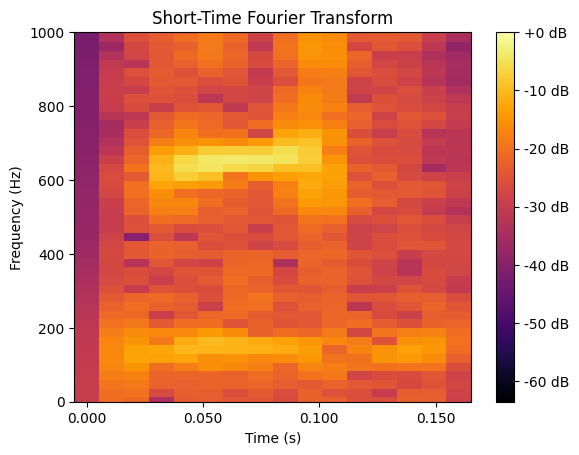 Short-Time Fourier Transform
1000
800
600
400
200
0
Frequency (Hz)
0.000
0.050
0.100
0.150
Time (s)
+0 dB
-10 dB
-20 dB
-30 dB
-40 dB
-50 dB
-60 dB